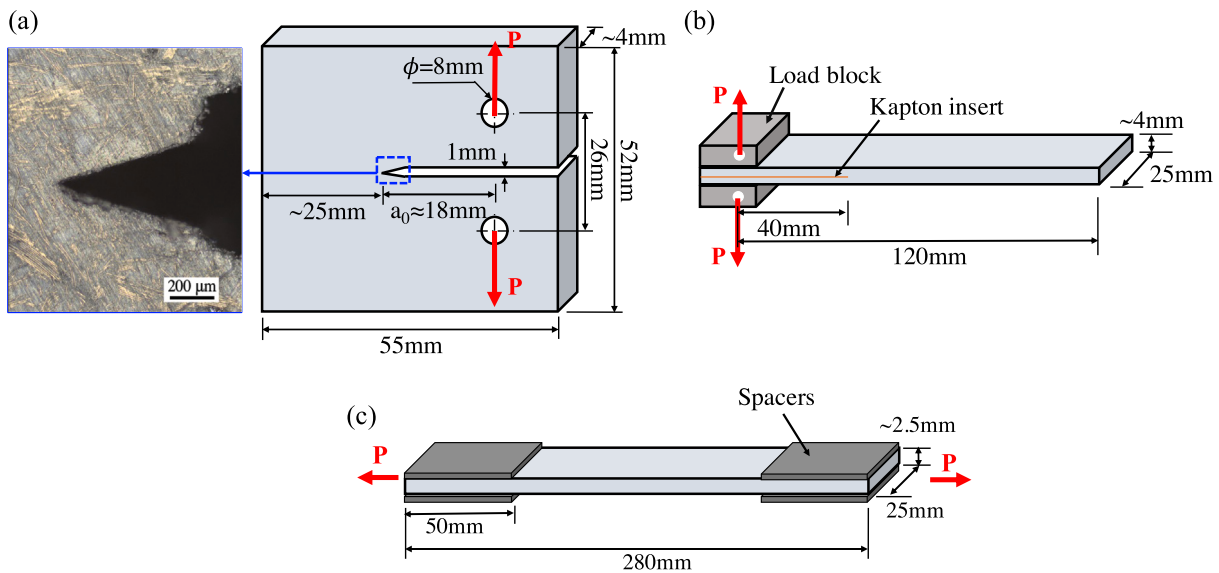 (a)
P
~4mm
ϕ=8mm
1mm
26mm
52mm
~25mm
a₀≈18mm
P
200 μm
55mm
(b)
Load block
P
Kapton insert
~4mm
25mm
40mm
P
120mm
(c)
Spacers
~2.5mm
P
P
50mm
25mm
280mm